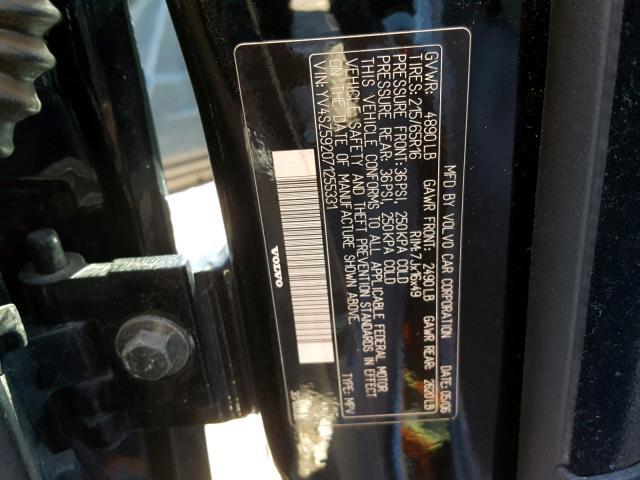 MFD BY VOLVO CAR CORPORATION DATE: 05/06
GVWR: 4890LB GAWR FRONT: 2490LB GAWR REAR: 2620LB
TIRES: 215/65R16 RIM: 7Jx16x49
PRESSURE FRONT: 36PSI, 250KPA COLD
PRESSURE REAR: 36PSI, 250KPA COLD
THIS VEHICLE CONFORMS TO ALL APPLICABLE FEDERAL MOTOR
VEHICLE SAFETY AND THEFT PREVENTION STANDARDS IN EFFECT
ON THE DATE OF MANUFACTURE SHOWN ABOVE.
VIN: YV4SZ592071255331 TYPE: MPV
VOLVO